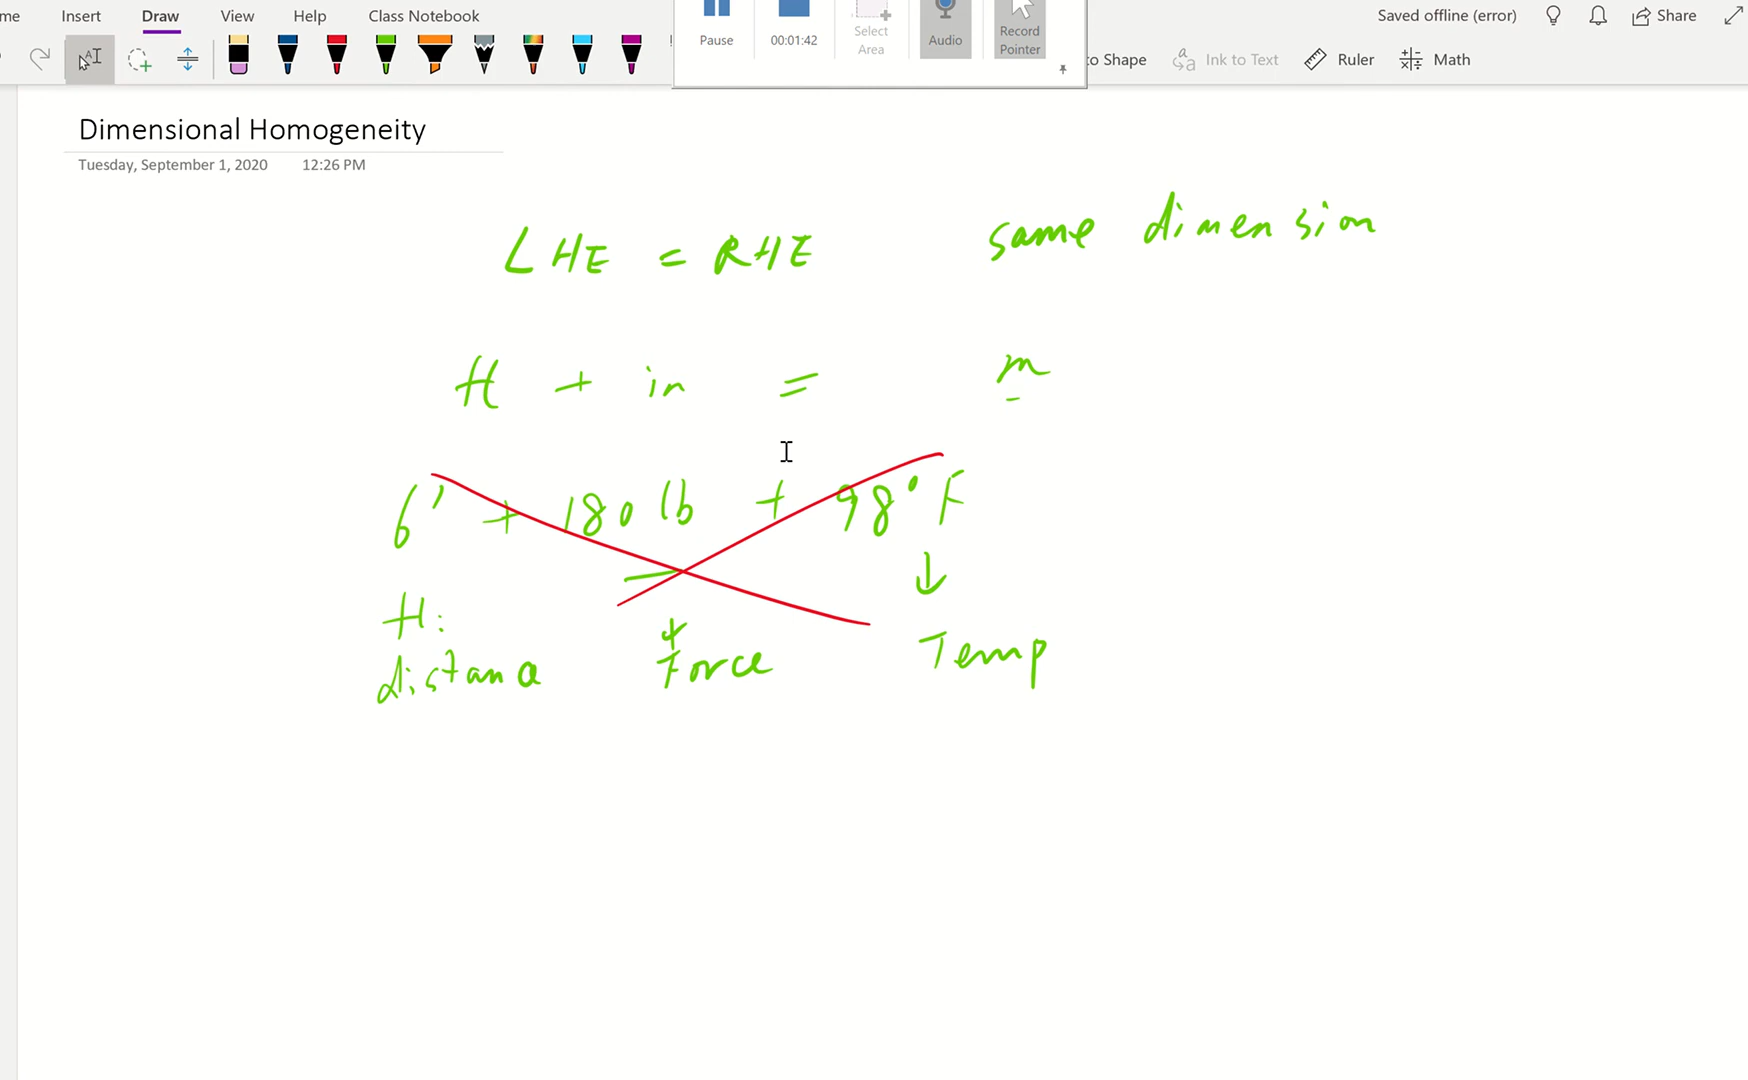 me Insert Draw View Help Class Notebook
Pause 00:01:42 Select Area Audio Record Pointer
Saved offline (error) Share
to Shape Ink to Text Ruler Math
Dimensional Homogeneity
Tuesday, September 1, 2020 12:26 PM
LHE = RHE same dimension
ft + in = m
6' + 180 lb + 98° F
ft: 
distance Force Temp